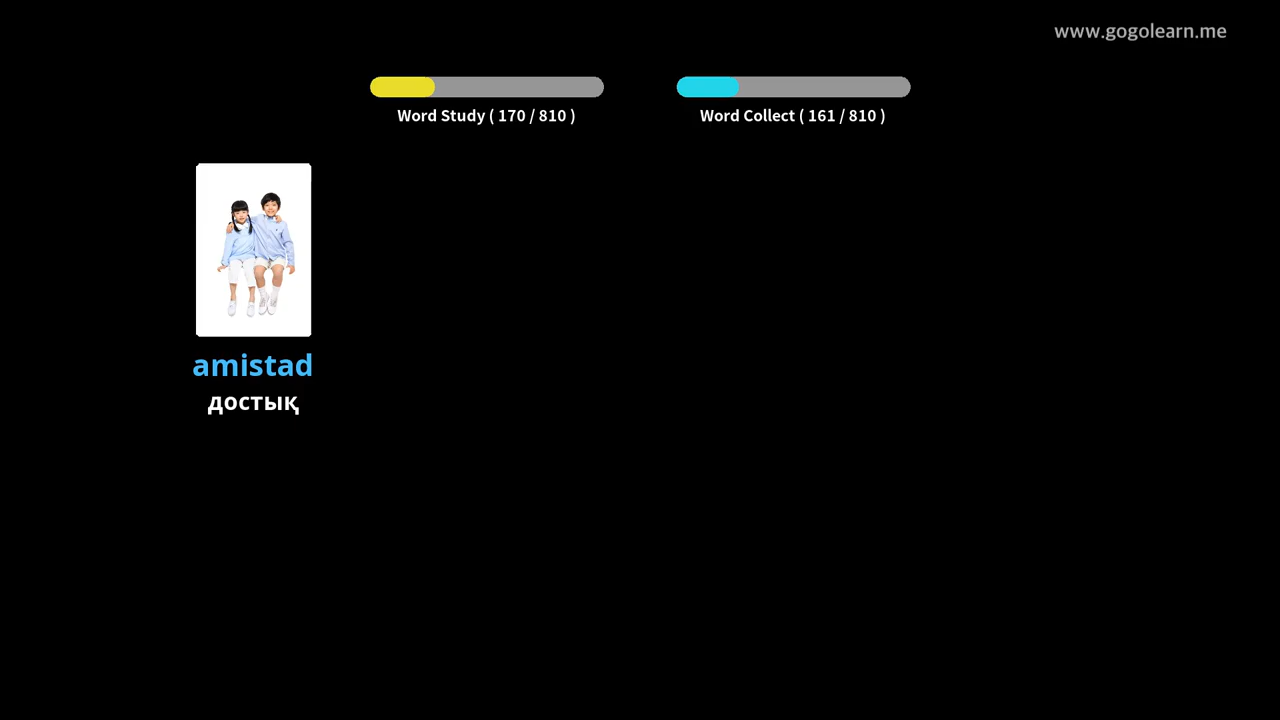 www.gogolearn.me
Word Study ( 170 / 810 )
Word Collect ( 161 / 810 )
amistad
достық